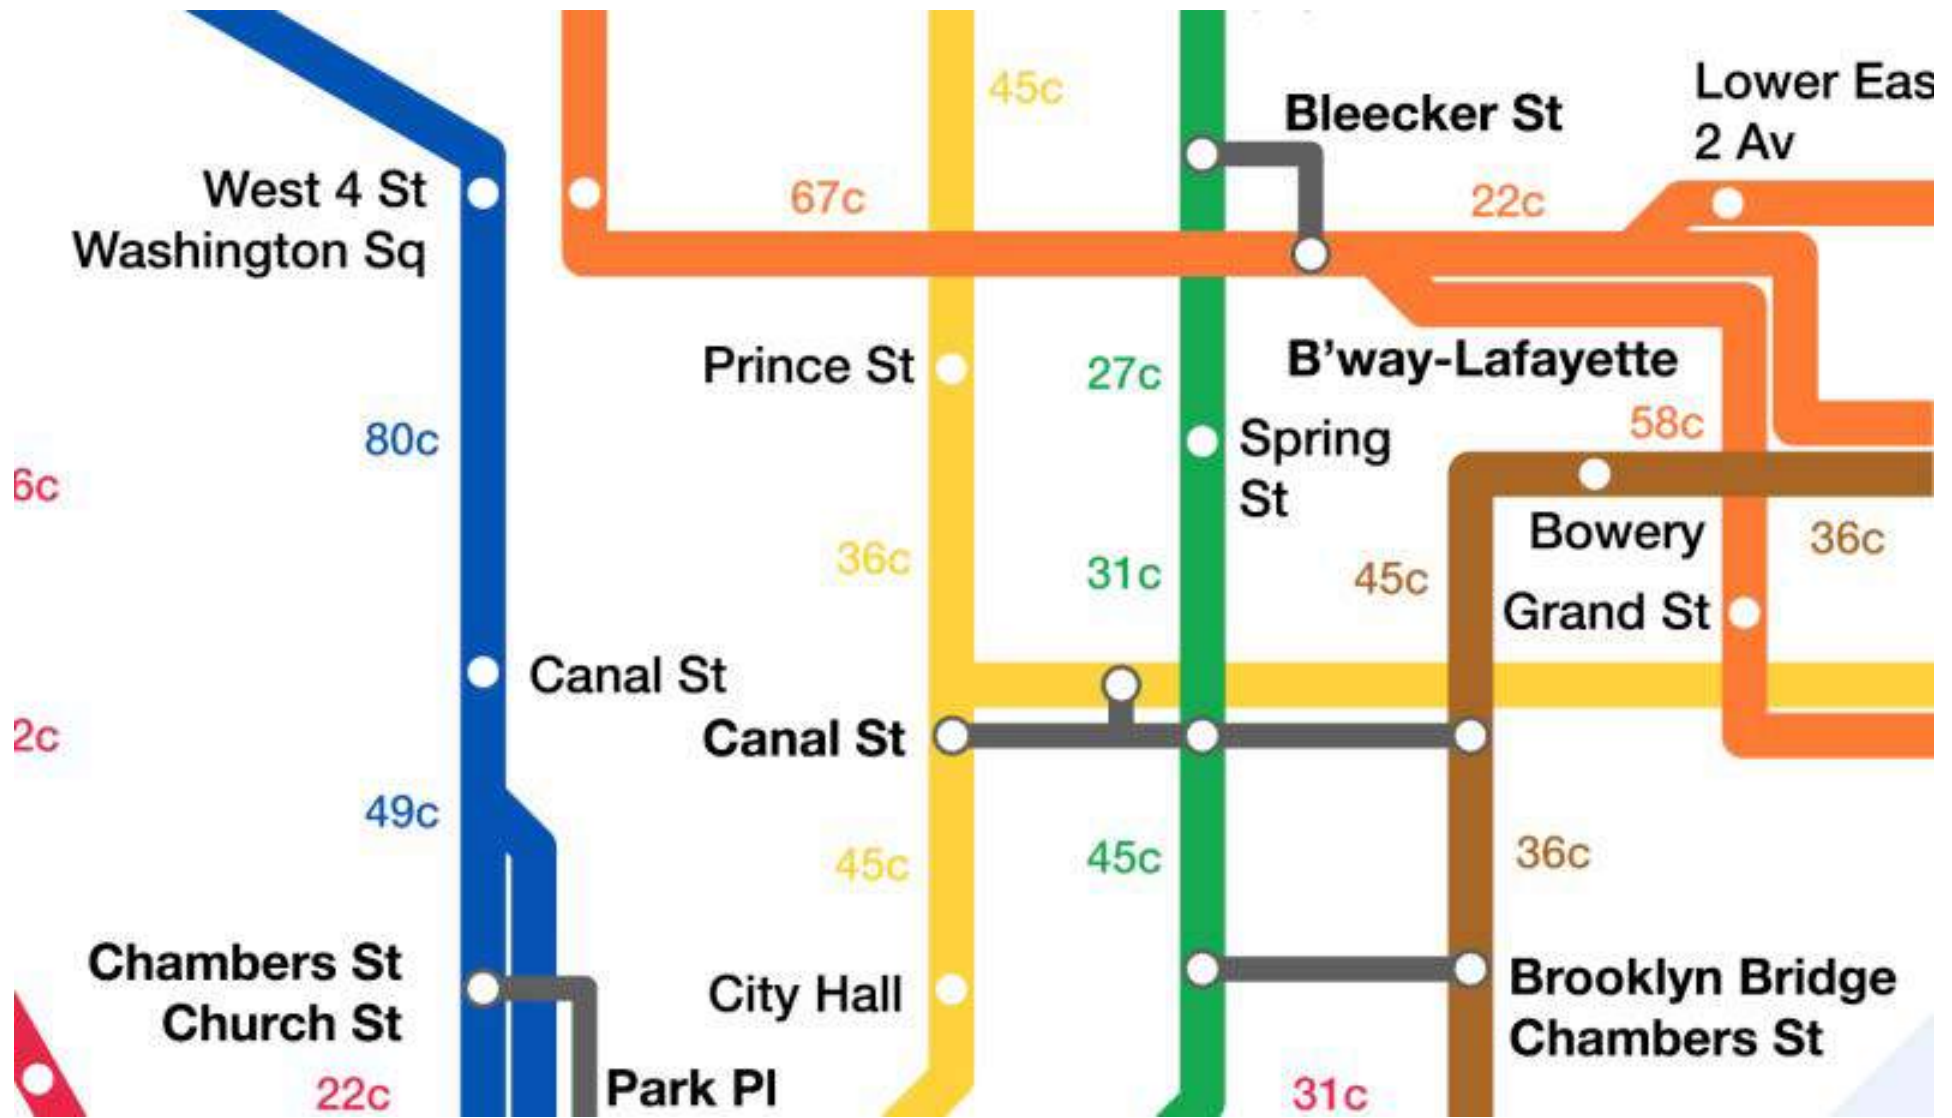 45c
Lower Eas
2 Av
Bleecker St
West 4 St
Washington Sq
67c
22c
Prince St
27c
B'way-Lafayette
58c
80c
Spring
St
6c
36c
31c
45c
Bowery
36c
Grand St
Canal St
2c
Canal St
49c
45c
45c
36c
Chambers St
Church St
City Hall
Brooklyn Bridge
Chambers St
22c
Park Pl
31c